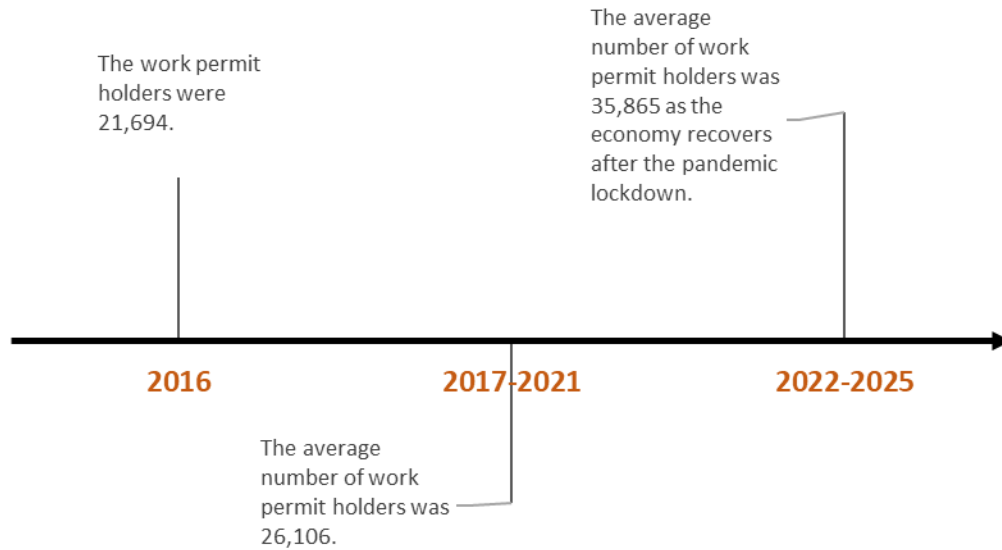 The average
number of work
permit holders was
35,865 as the
economy recovers
after the pandemic
lockdown.
The work permit
holders were
21,694.
2016
2017-2021
2022-2025
The average
number of work
permit holders was
26,106.